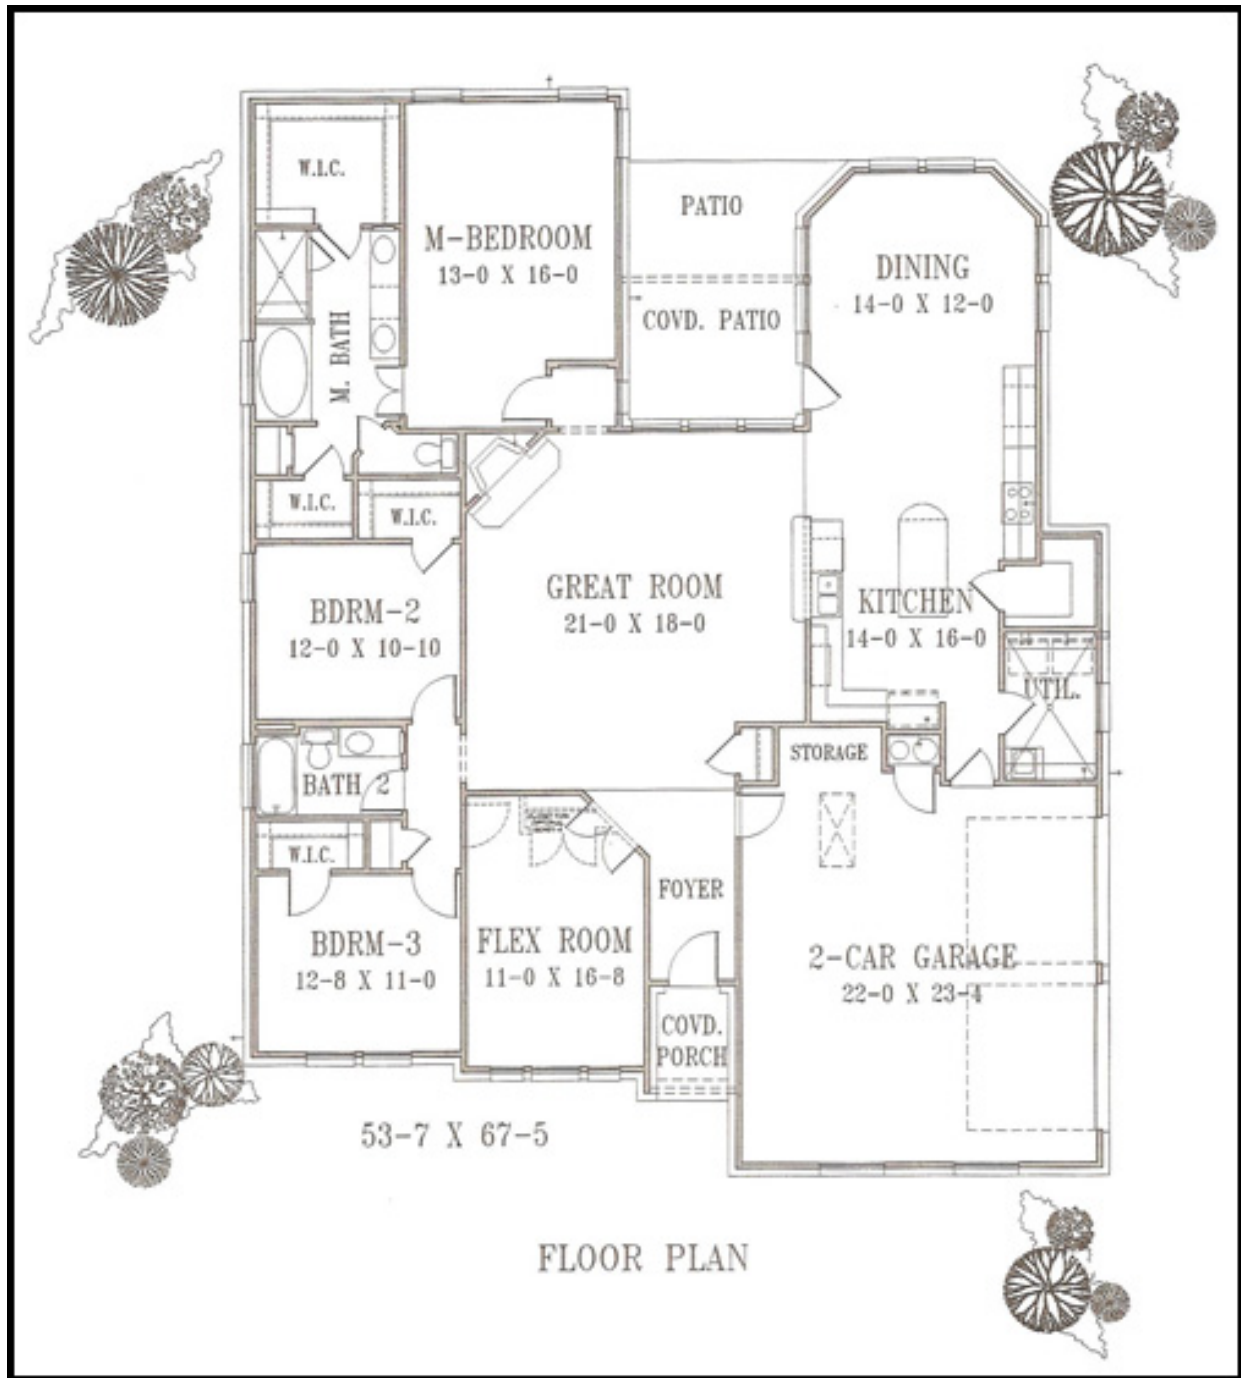 W.I.C.
M-BEDROOM
13-0 X 16-0
PATIO
DINING
14-0 X 12-0
COVD. PATIO
M. BATH
W.I.C.
W.I.C.
GREAT ROOM
21-0 X 18-0
BDRM-2
12-0 X 10-10
KITCHEN
14-0 X 16-0
UTIL.
STORAGE
BATH 2
W.I.C.
FOYER
BDRM-3
12-8 X 11-0
FLEX ROOM
11-0 X 16-8
2-CAR GARAGE
22-0 X 23-4
COVD.
PORCH
53-7 X 67-5
FLOOR PLAN